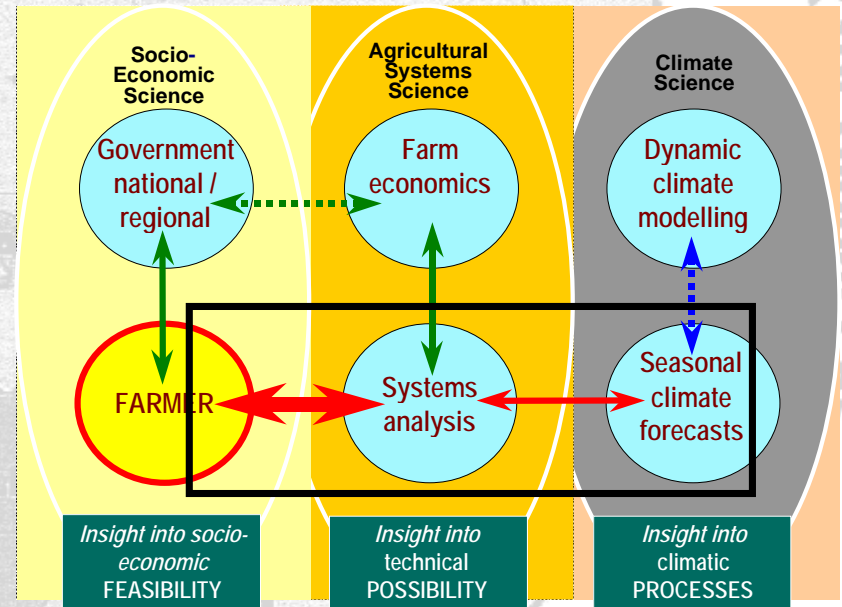 Socio-
Economic
Science
Agricultural
Systems
Science
Climate
Science
Government
national /
regional
Farm
economics
Dynamic
climate
modelling
FARMER
Systems
analysis
Seasonal
climate
forecasts
Insight into socio-
economic
FEASIBILITY
Insight into
technical
POSSIBILITY
Insight into
climatic
PROCESSES